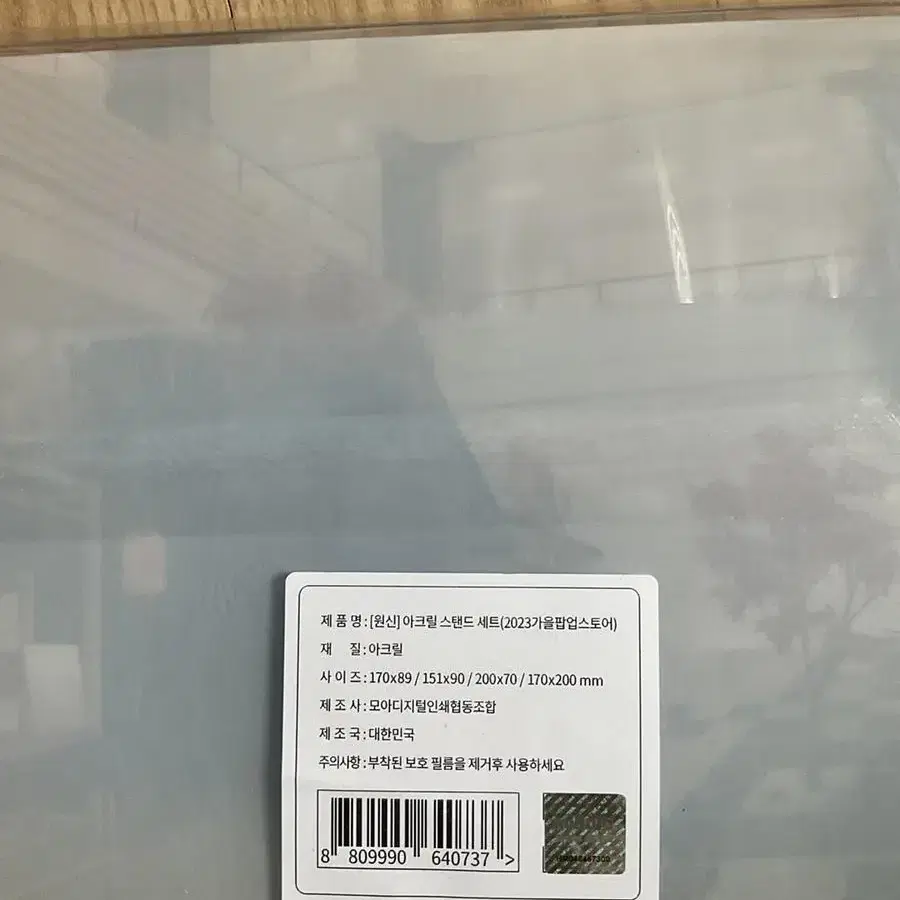 제 품 명 : [원신] 아크릴 스탠드 세트(2023가을팝업스토어)
재 질 : 아크릴
사 이 즈 : 170x89 / 151x90 / 200x70 / 170x200 mm
제 조 사 : 모아디지털인쇄협동조합
제 조 국 : 대한민국
주의사항 : 부착된 보호 필름을 제거후 사용하세요
8 809990 640737 >